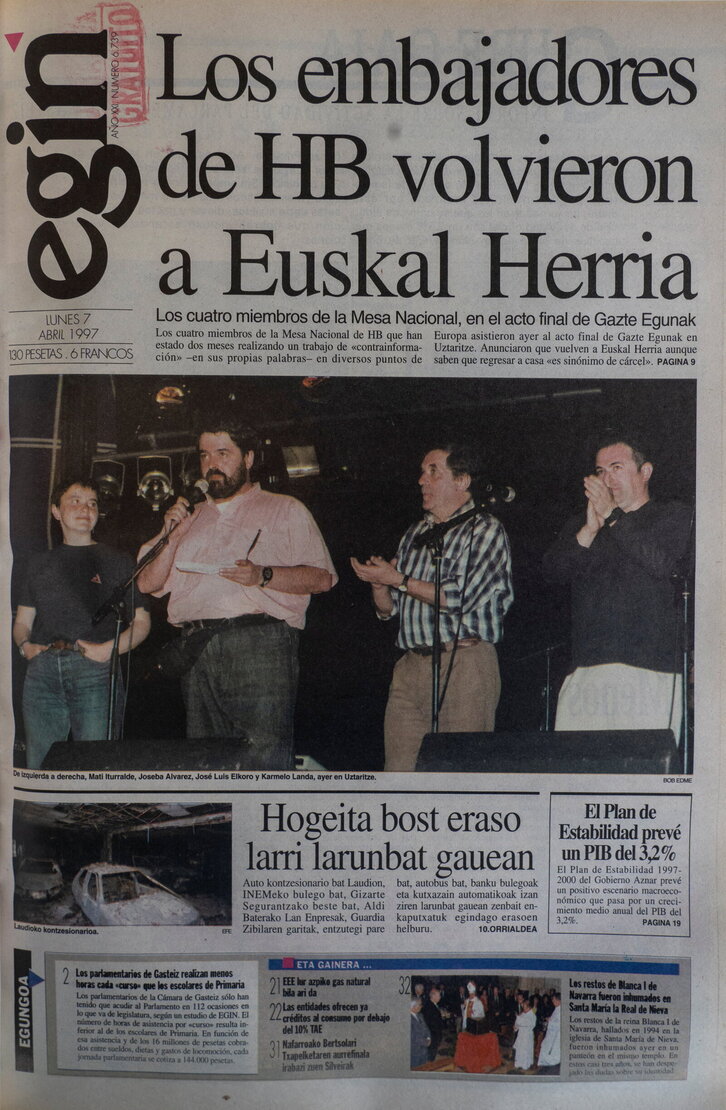 egin
AÑO XXI. NUMERO 6.739
GRATUITO
LUNES 7
ABRIL 1997
130 PESETAS . 6 FRANCOS
Los embajadores
de HB volvieron
a Euskal Herria
Los cuatro miembros de la Mesa Nacional, en el acto final de Gazte Egunak
Los cuatro miembros de la Mesa Nacional de HB que han
estado dos meses realizando un trabajo de «contrainforma-
ción» –en sus propias palabras– en diversos puntos de
Europa asistieron ayer al acto final de Gazte Egunak en
Uztaritze. Anunciaron que vuelven a Euskal Herria aunque
saben que regresar a casa «es sinónimo de cárcel». PAGINA 9
De izquierda a derecha, Mati Iturralde, Joseba Alvarez, José Luis Elkoro y Karmelo Landa, ayer en Uztaritze.
BOB EDME
Laudioko kontzesionarioa.
EFE
Hogeita bost eraso
larri larunbat gauean
Auto kontzesionario bat Laudion,
INEMeko bulego bat, Gizarte
Segurantzako beste bat, Aldi
Baterako Lan Enpresak, Guardia
Zibilaren garitak, entzutegi pare
bat, autobus bat, banku bulegoak
eta kutxazain automatikoak izan
ziren larunbat gauean zenbait en-
kaputxatuk egindago erasoen
helburu. 10.ORRIALDEA
El Plan de
Estabilidad prevé
un PIB del 3,2%
El Plan de Estabilidad 1997-
2000 del Gobierno Aznar prevé
un positivo escenario macroeco-
nómico que pasa por un creci-
miento medio anual del PIB del
3,2%. PAGINA 19
EGUNGOA
2 Los parlamentarios de Gasteiz realizan menos
horas cada «curso» que los escolares de Primaria
Los parlamentarios de la Cámara de Gasteiz sólo han
tenido que acudir al Parlamento en 112 ocasiones en
lo que va de legislatura, según un estudio de EGIN. El
número de horas de asistencia por «curso» resulta in-
ferior al de los escolares de Primaria. En función de
esa asistencia y de los 16 millones de pesetas cobra-
dos entre sueldos, dietas y gastos de locomoción, cada
jornada parlamentaria se cotiza a 144.000 pesetas.
ETA GAINERA ...
21 EEE lur azpiko gas natural
bila ari da
22 Las entidades ofrecen ya
créditos al consumo por debajo
del 10% TAE
31 Nafarroako Bertsolari
Txapelketaren aurrefinala
irabazi zuen Silveirak
32
Los restos de Blanca I de
Navarra fueron inhumados en
Santa María la Real de Nieva
Los restos de la reina Blanca I de
Navarra, hallados en 1994 en la
iglesia de Santa María de Nieva,
fueron inhumados ayer en un
panteón en el mismo templo. En
estos casi tres años, se han despe-
jado las dudas sobre su identidad.